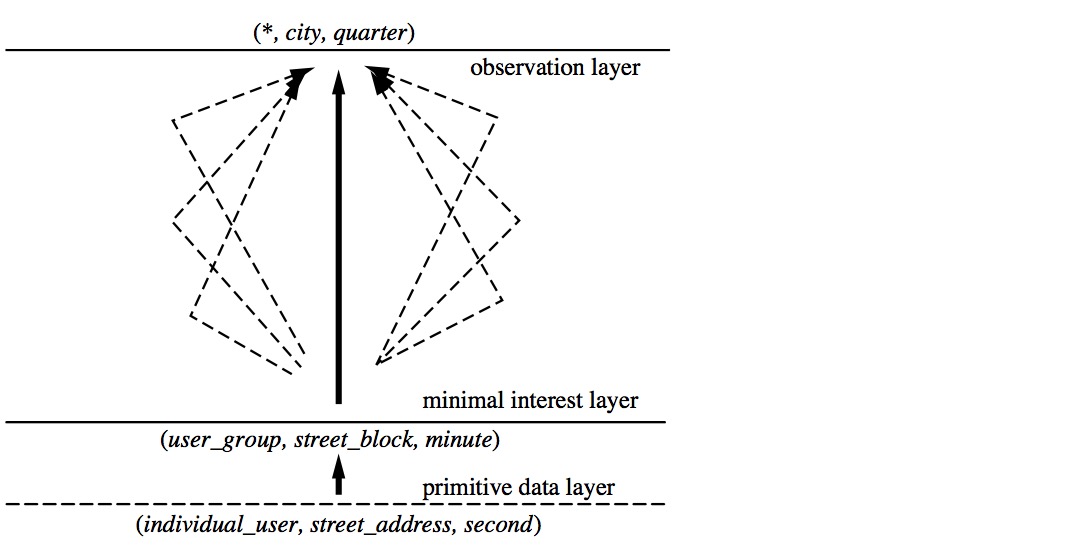 (*, city, quarter)
observation layer
minimal interest layer
(user_group, street_block, minute)
primitive data layer
(individual_user, street_address, second)